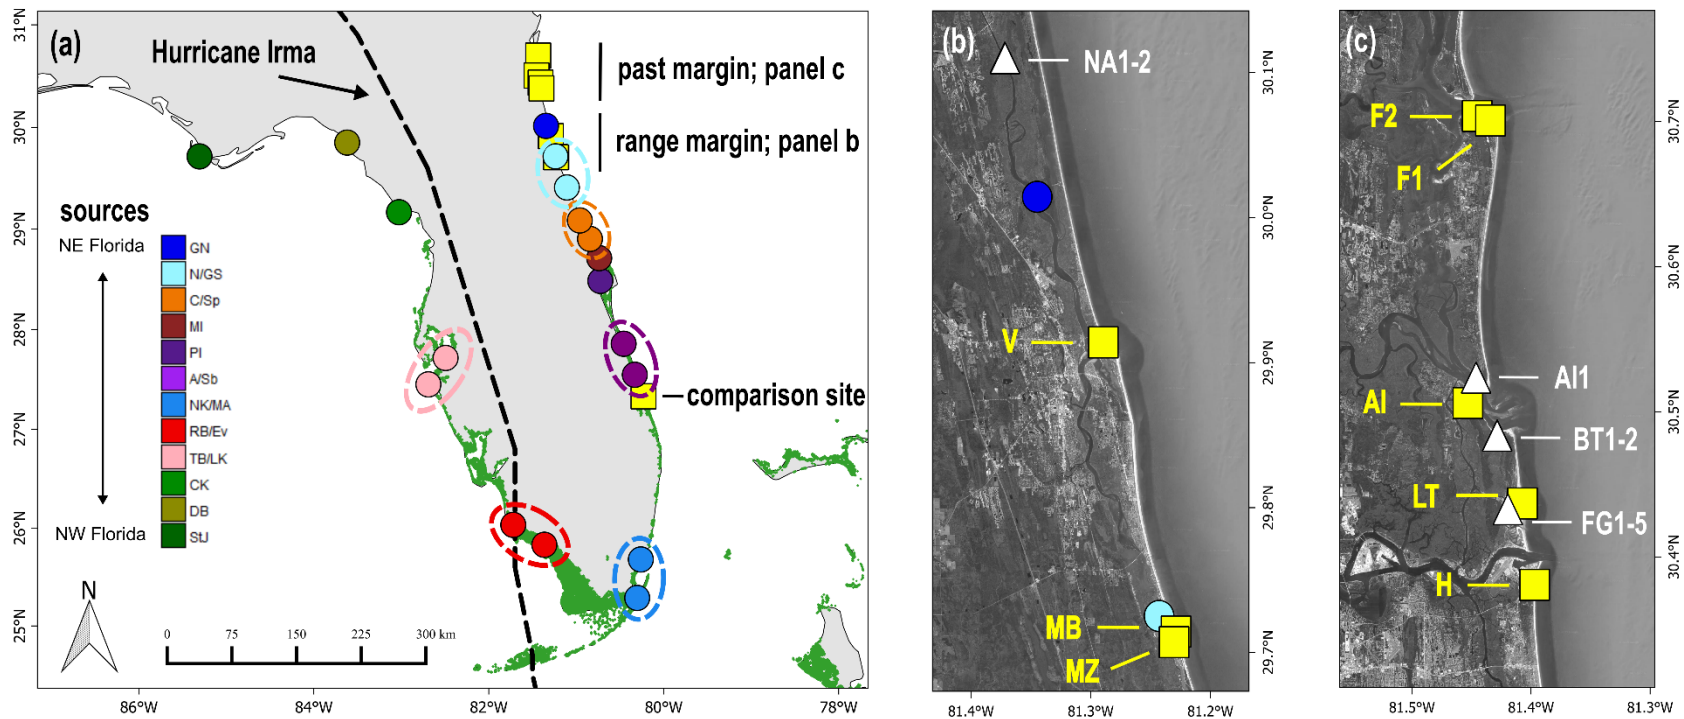 (a)
Hurricane Irma
past margin; panel c
range margin; panel b
comparison site
sources
NE Florida
NW Florida
GN
N/GS
C/Sp
MI
PI
A/Sb
NK/MA
RB/Ev
TB/LK
CK
DB
StJ
N
0 75 150 225 300 km
31°N
30°N
29°N
28°N
27°N
26°N
25°N
86°W 84°W 82°W 80°W 78°W
(b)
NA1-2
V
MB
MZ
30.1°N
30.0°N
29.9°N
29.8°N
29.7°N
81.4°W 81.3°W 81.2°W
(c)
F2
F1
AI1
AI
BT1-2
LT
FG1-5
H
30.7°N
30.6°N
30.5°N
30.4°N
81.5°W 81.4°W 81.3°W